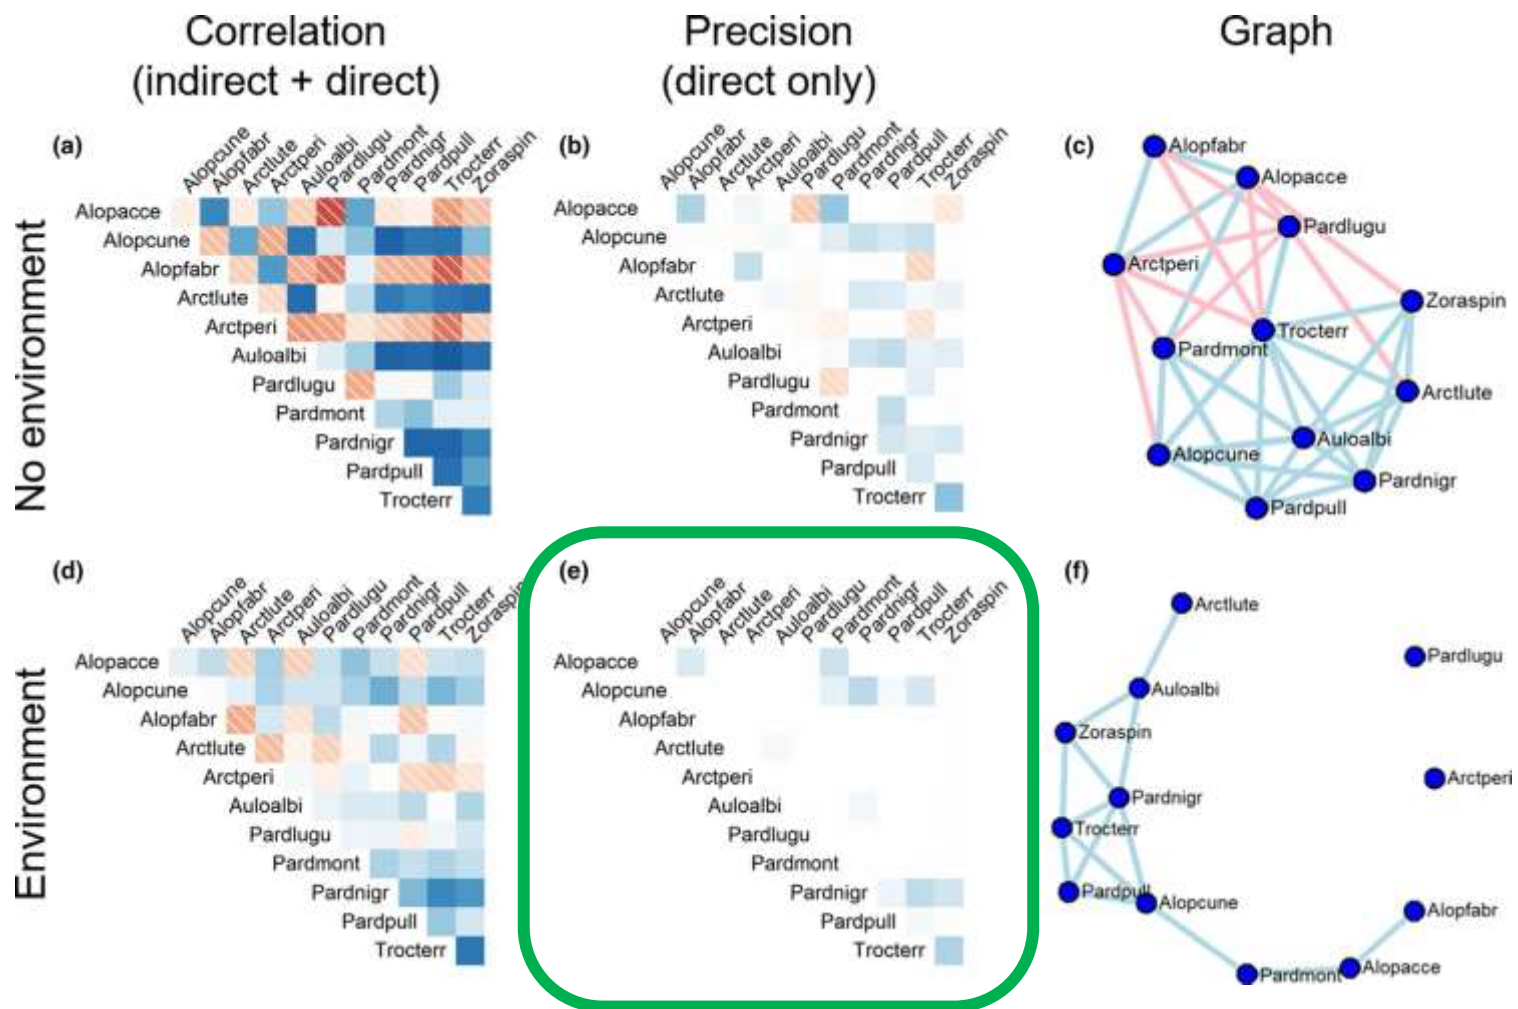 Correlation
(indirect + direct)
Precision
(direct only)
Graph
No environment
(a)
Alopcune
Alopfabr
Arctlute
Arctperi
Auloalbi
Pardlugu
Pardmont
Pardnigr
Pardpull
Trocterr
Zoraspin
Alopacce
Alopcune
Alopfabr
Arctlute
Arctperi
Auloalbi
Pardlugu
Pardmont
Pardnigr
Pardpull
Trocterr
(b)
Alopcune
Alopfabr
Arctlute
Arctperi
Auloalbi
Pardlugu
Pardmont
Pardnigr
Pardpull
Trocterr
Zoraspin
Alopacce
Alopcune
Alopfabr
Arctlute
Arctperi
Auloalbi
Pardlugu
Pardmont
Pardnigr
Pardpull
Trocterr
(c)
Alopfabr
Alopacce
Pardlugu
Arctperi
Zoraspin
Trocterr
Pardmont
Arctlute
Auloalbi
Alopcune
Pardnigr
Pardpull
Environment
(d)
Alopcune
Alopfabr
Arctlute
Arctperi
Auloalbi
Pardlugu
Pardmont
Pardnigr
Pardpull
Trocterr
Zoraspin
Alopacce
Alopcune
Alopfabr
Arctlute
Arctperi
Auloalbi
Pardlugu
Pardmont
Pardnigr
Pardpull
Trocterr
(e)
Alopcune
Alopfabr
Arctlute
Arctperi
Auloalbi
Pardlugu
Pardmont
Pardnigr
Pardpull
Trocterr
Zoraspin
Alopacce
Alopcune
Alopfabr
Arctlute
Arctperi
Auloalbi
Pardlugu
Pardmont
Pardnigr
Pardpull
Trocterr
(f)
Arctlute
Pardlugu
Auloalbi
Zoraspin
Arctperi
Pardnigr
Trocterr
Pardpull
Alopcune
Alopfabr
Alopacce
Pardmont